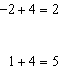 −2 + 4 = 2
1 + 4 = 5